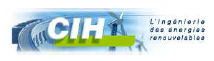 CIH
L'ingénierie
des énergies
renouvelables